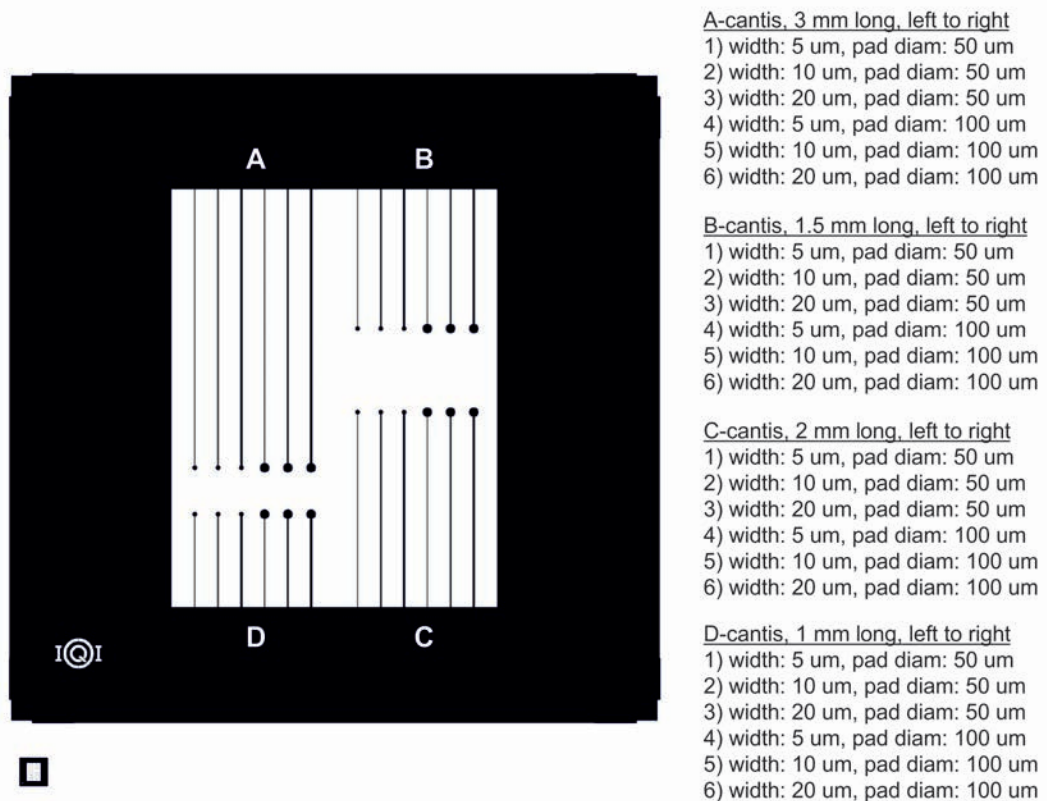 A-cantis, 3 mm long, left to right
1) width: 5 um, pad diam: 50 um
2) width: 10 um, pad diam: 50 um
3) width: 20 um, pad diam: 50 um
4) width: 5 um, pad diam: 100 um
5) width: 10 um, pad diam: 100 um
6) width: 20 um, pad diam: 100 um
B-cantis, 1.5 mm long, left to right
1) width: 5 um, pad diam: 50 um
2) width: 10 um, pad diam: 50 um
3) width: 20 um, pad diam: 50 um
4) width: 5 um, pad diam: 100 um
5) width: 10 um, pad diam: 100 um
6) width: 20 um, pad diam: 100 um
C-cantis, 2 mm long, left to right
1) width: 5 um, pad diam: 50 um
2) width: 10 um, pad diam: 50 um
3) width: 20 um, pad diam: 50 um
4) width: 5 um, pad diam: 100 um
5) width: 10 um, pad diam: 100 um
6) width: 20 um, pad diam: 100 um
D-cantis, 1 mm long, left to right
1) width: 5 um, pad diam: 50 um
2) width: 10 um, pad diam: 50 um
3) width: 20 um, pad diam: 50 um
4) width: 5 um, pad diam: 100 um
5) width: 10 um, pad diam: 100 um
6) width: 20 um, pad diam: 100 um
A B
D C
IQI